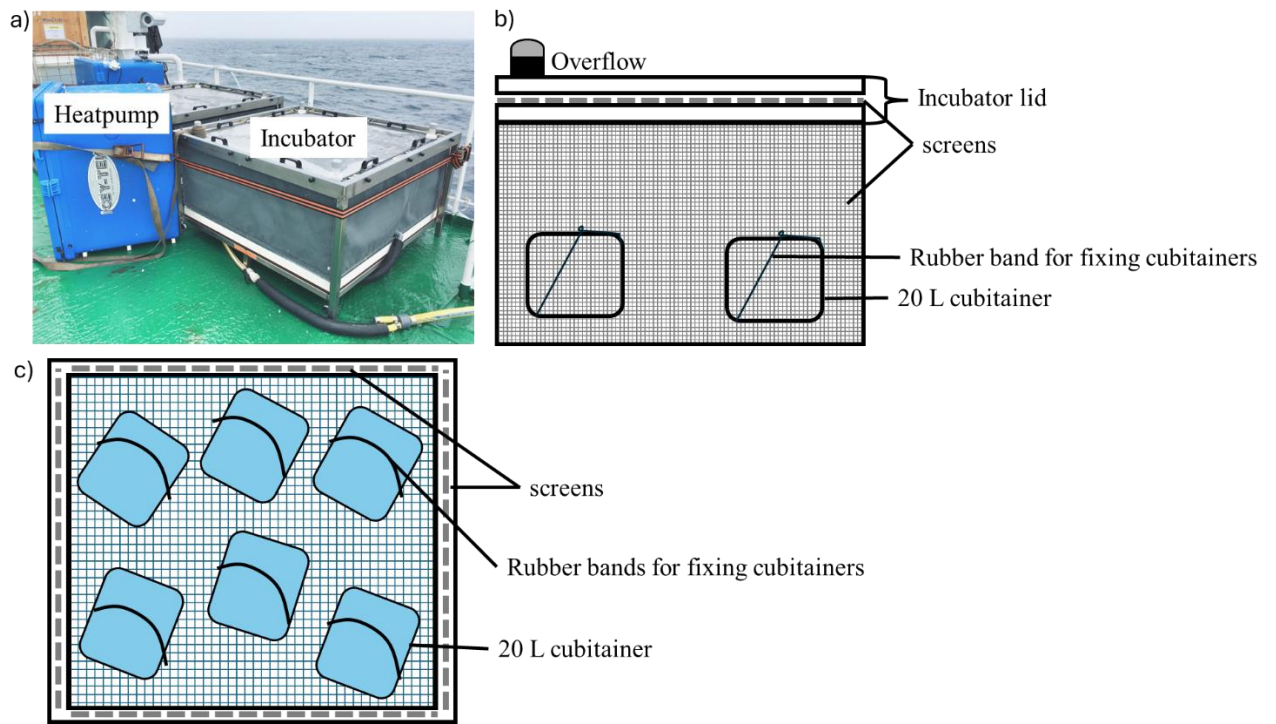 a)
Heatpump
Incubator
b)
Overflow
Incubator lid
screens
Rubber band for fixing cubitainers
20 L cubitainer
c)
screens
Rubber bands for fixing cubitainers
20 L cubitainer